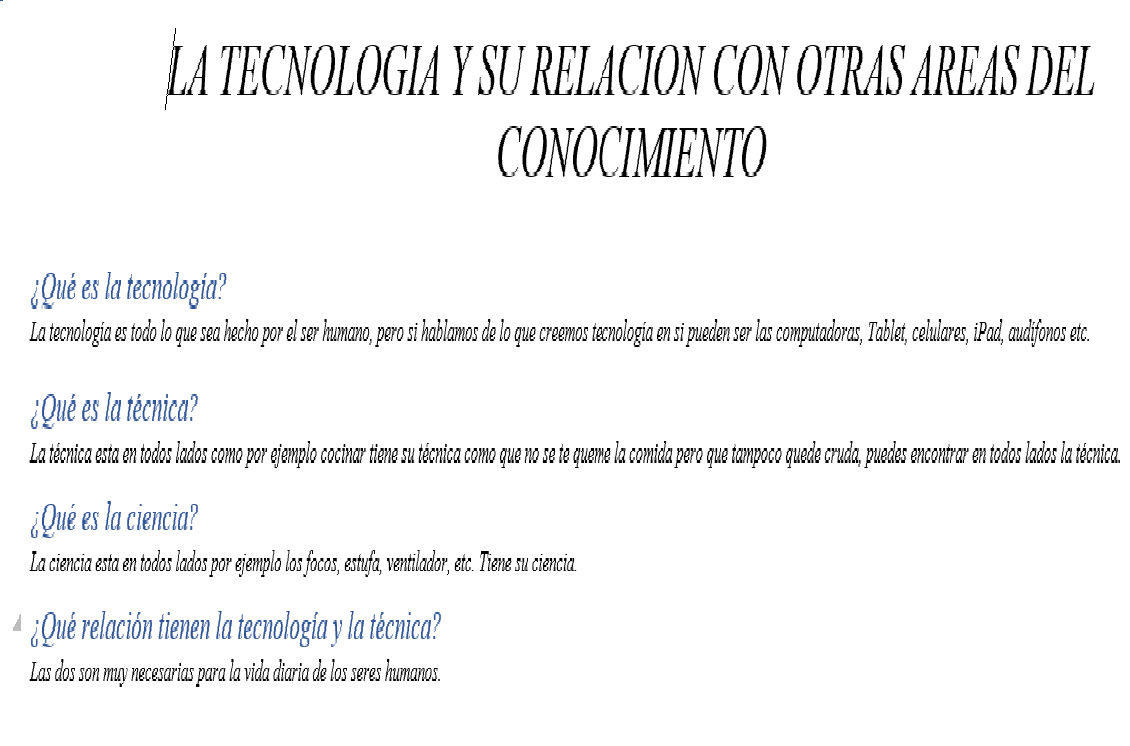 LA TECNOLOGIA Y SU RELACION CON OTRAS AREAS DEL
CONOCIMIENTO
¿Qué es la tecnología?
La tecnología es todo lo que sea hecho por el ser humano, pero si hablamos de lo que creemos tecnología en si pueden ser las computadoras, Tablet, celulares, iPad, audífonos etc.
¿Qué es la técnica?
La técnica esta en todos lados como por ejemplo cocinar tiene su técnica como que no se te queme la comida pero que tampoco quede cruda, puedes encontrar en todos lados la técnica.
¿Qué es la ciencia?
La ciencia esta en todos lados por ejemplo los focos, estufa, ventilador, etc. Tiene su ciencia.
¿Qué relación tienen la tecnología y la técnica?
Las dos son muy necesarias para la vida diaria de los seres humanos.